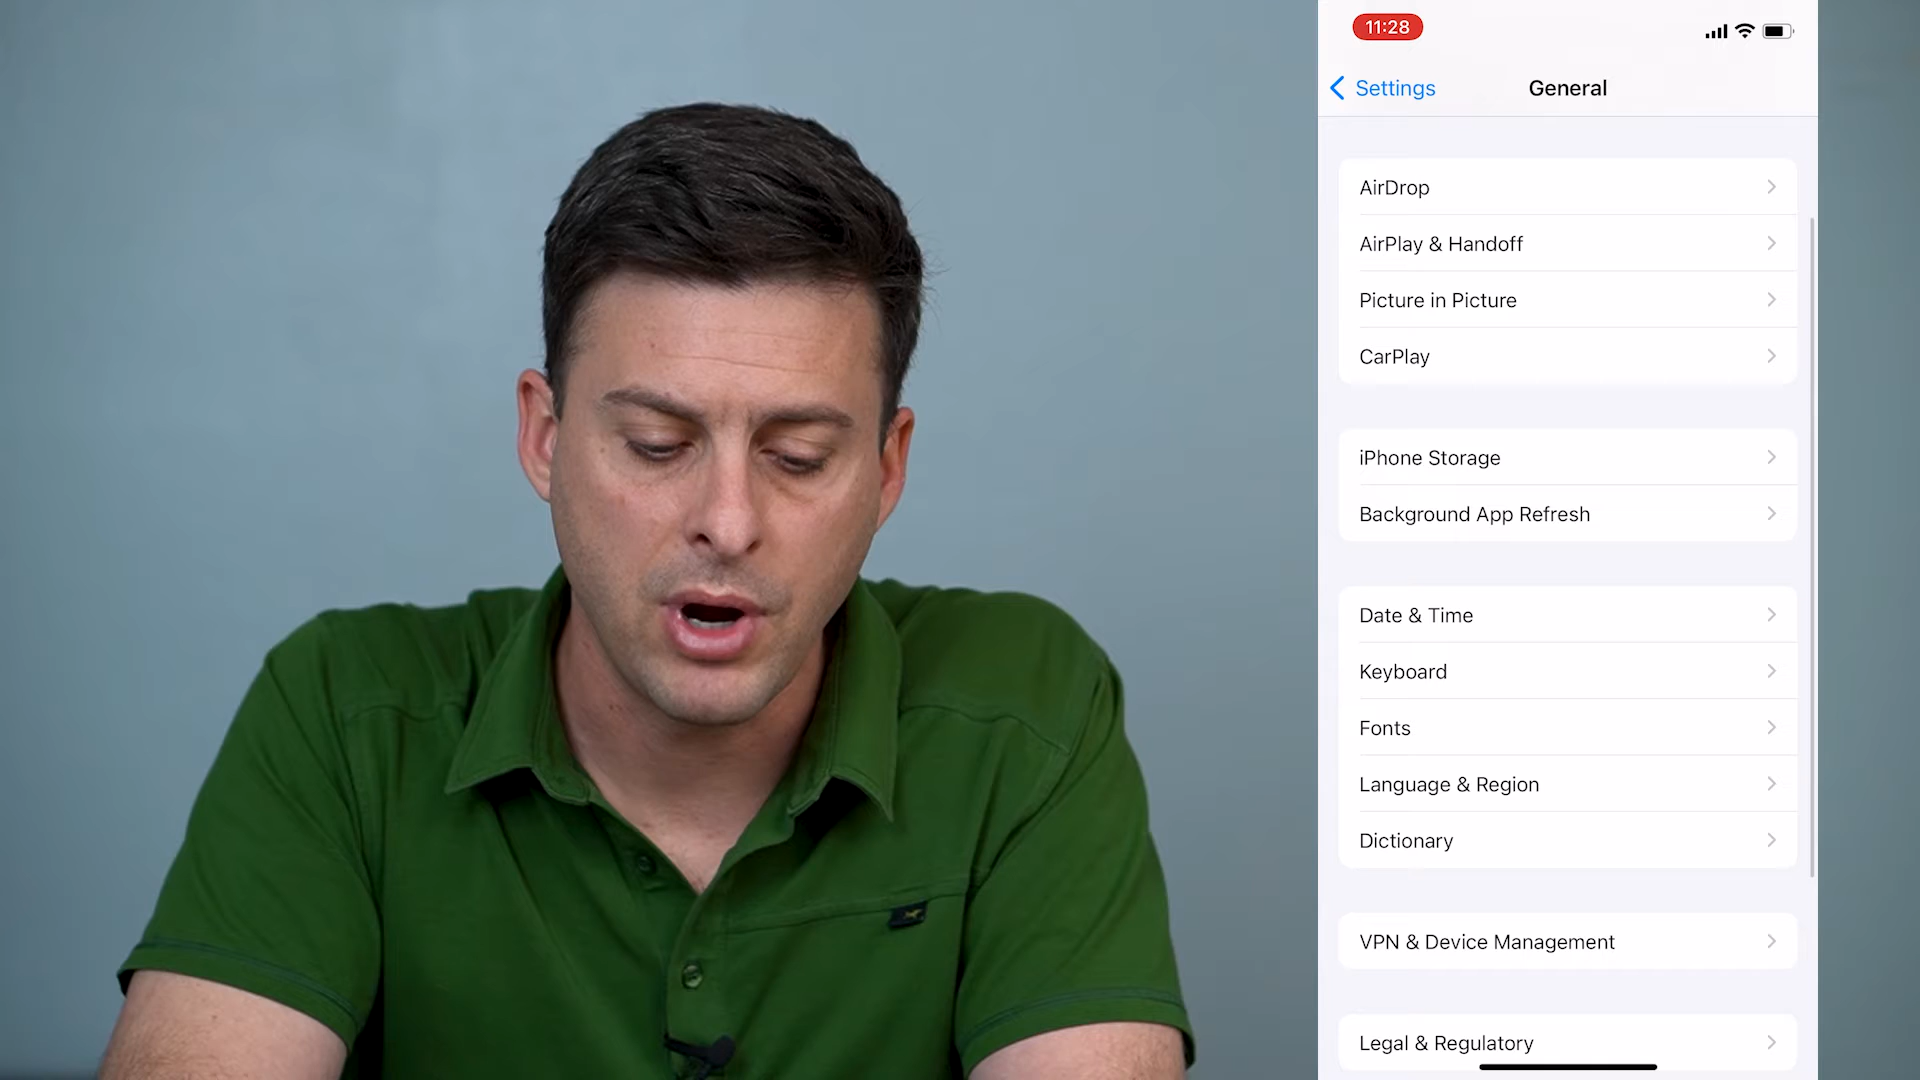 11:28
Settings
General
AirDrop
AirPlay & Handoff
Picture in Picture
CarPlay
iPhone Storage
Background App Refresh
Date & Time
Keyboard
Fonts
Language & Region
Dictionary
VPN & Device Management
Legal & Regulatory